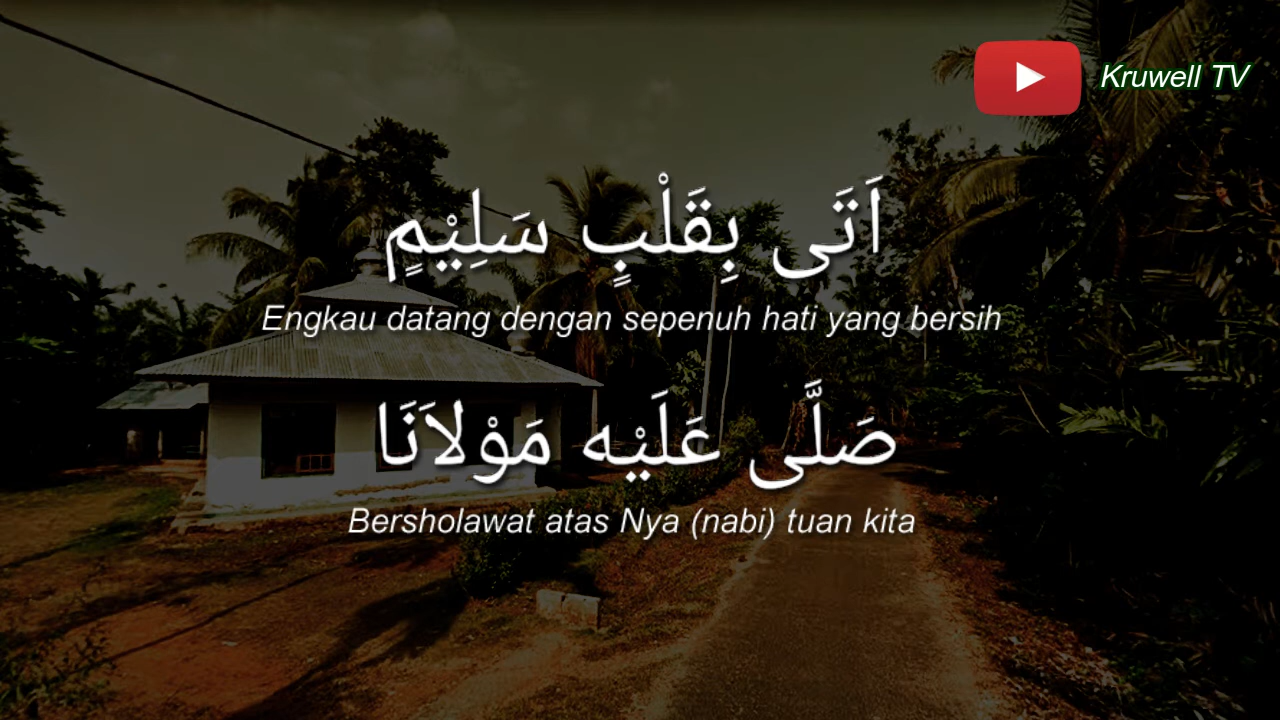 Kruwell TV
اَتَى بِقَلْبٍ سَلِيْمٍ
Engkau datang dengan sepenuh hati yang bersih
صَلَّى عَلَيْه مَوْلاَنَا
Bersholawat atas Nya (nabi) tuan kita